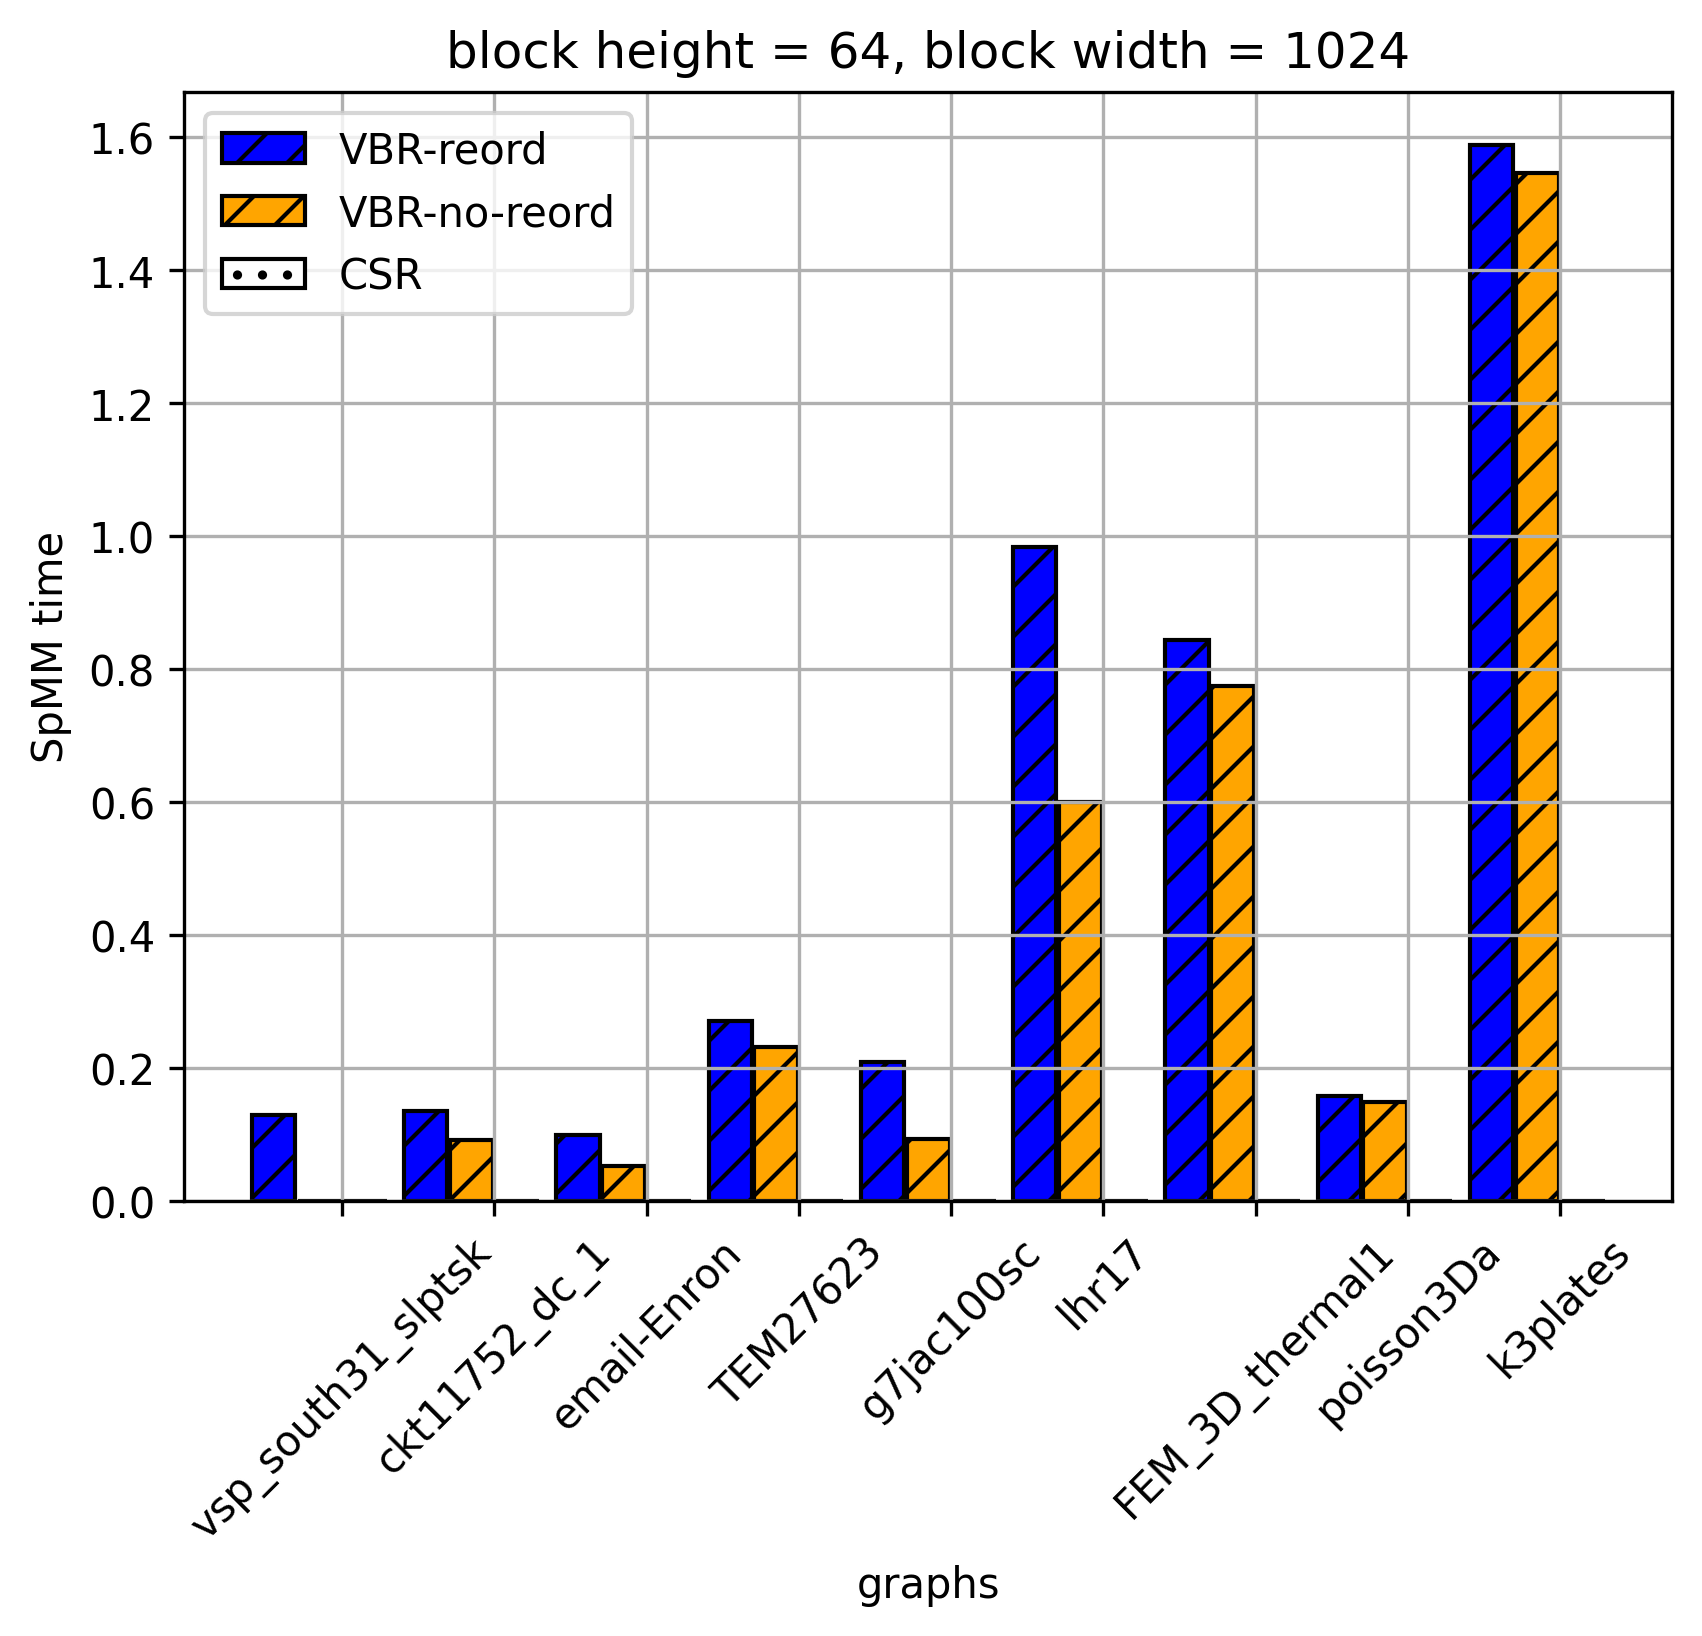 block height = 64, block width = 1024
VBR-reord
VBR-no-reord
CSR
1.6
1.4
1.2
1.0
0.8
0.6
0.4
0.2
0.0
SpMM time
vsp_south31_slptsk
ckt11752_dc_1
email-Enron
TEM27623
g7jac100sc
lhr17
FEM_3D_thermal1
poisson3Da
k3plates
graphs